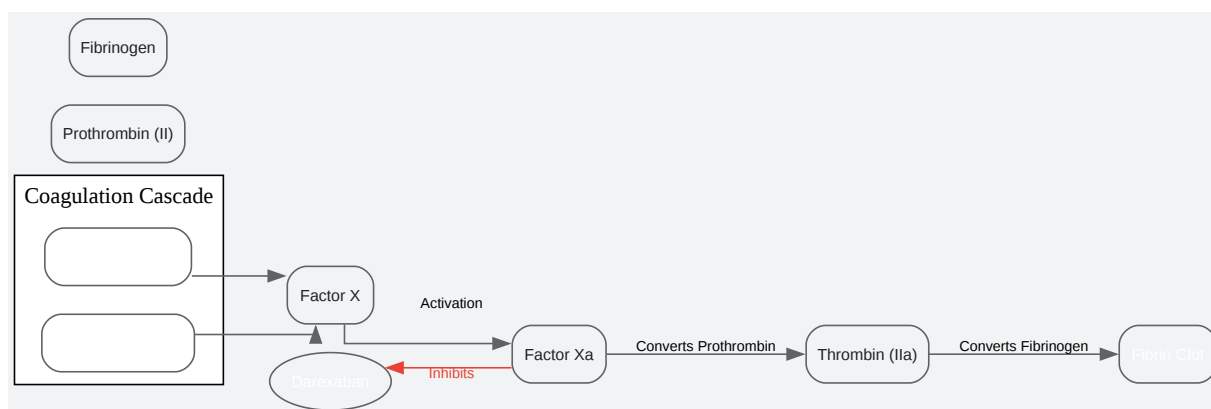 Fibrinogen
Prothrombin (II)
Coagulation Cascade
Factor X
Activation
Factor Xa
Converts Prothrombin
Thrombin (IIa)
Converts Fibrinogen
Fibrin Clot
Darexaban
Inhibits